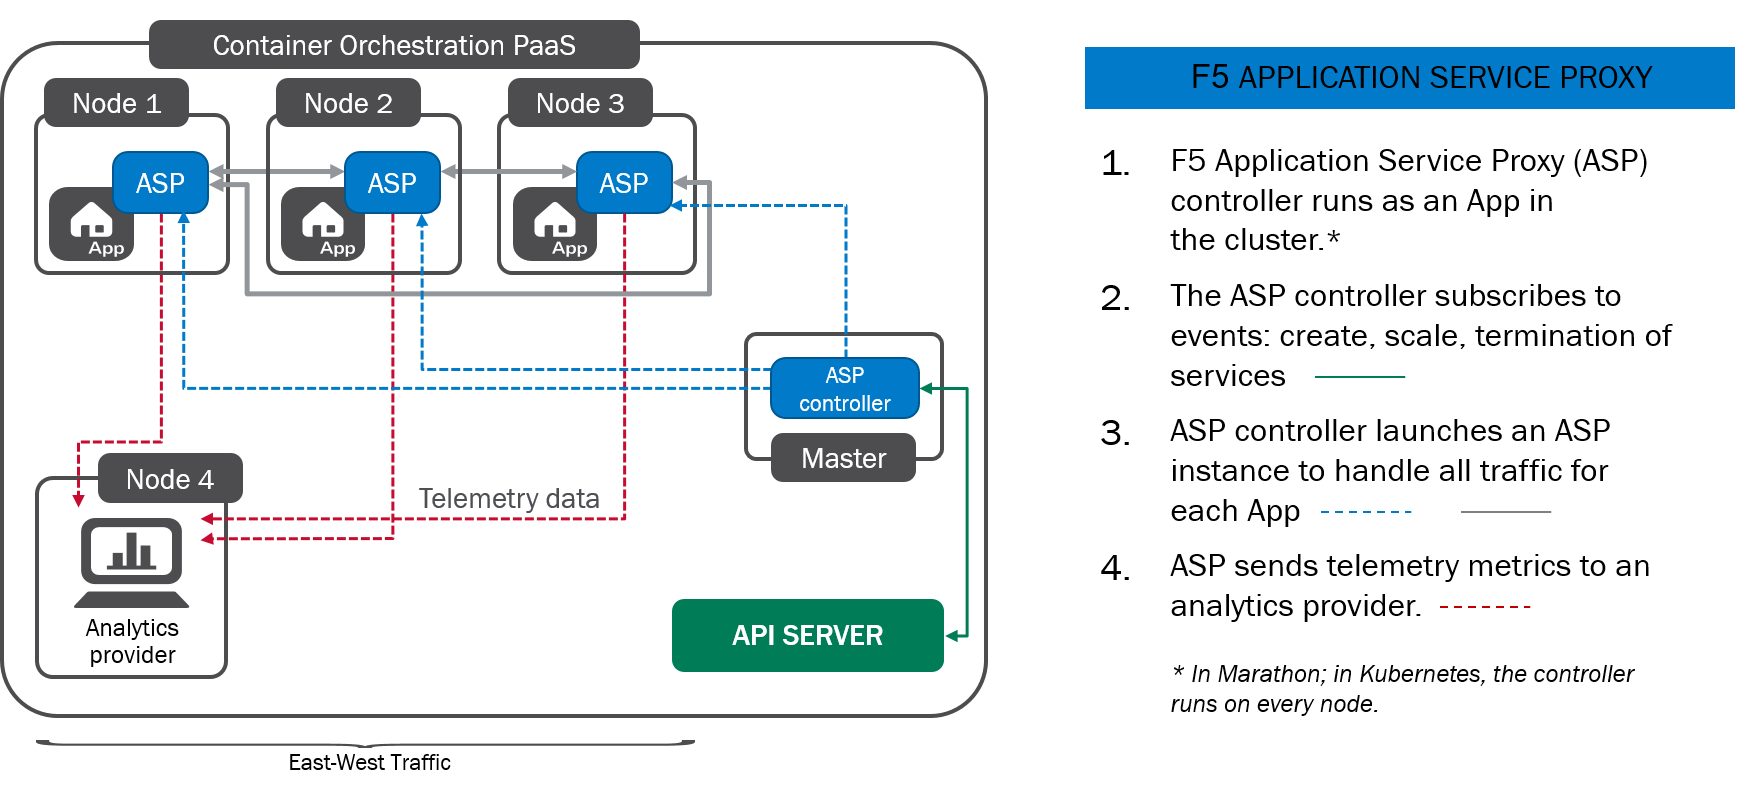 Container Orchestration PaaS
Node 1
Node 2
Node 3
ASP
ASP
ASP
App
App
App
ASP
controller
Master
Node 4
Telemetry data
Analytics
provider
API SERVER
East-West Traffic
F5 APPLICATION SERVICE PROXY
1. F5 Application Service Proxy (ASP)
controller runs as an App in
the cluster.*
2. The ASP controller subscribes to
events: create, scale, termination of
services
3. ASP controller launches an ASP
instance to handle all traffic for
each App
4. ASP sends telemetry metrics to an
analytics provider.
* In Marathon; in Kubernetes, the controller
runs on every node.